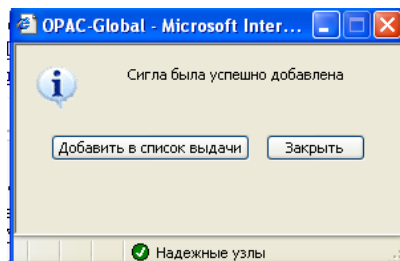 OPAC-Global - Microsoft Inter...
Сигла была успешно добавлена
Добавить в список выдачи Закрыть
Надежные узлы